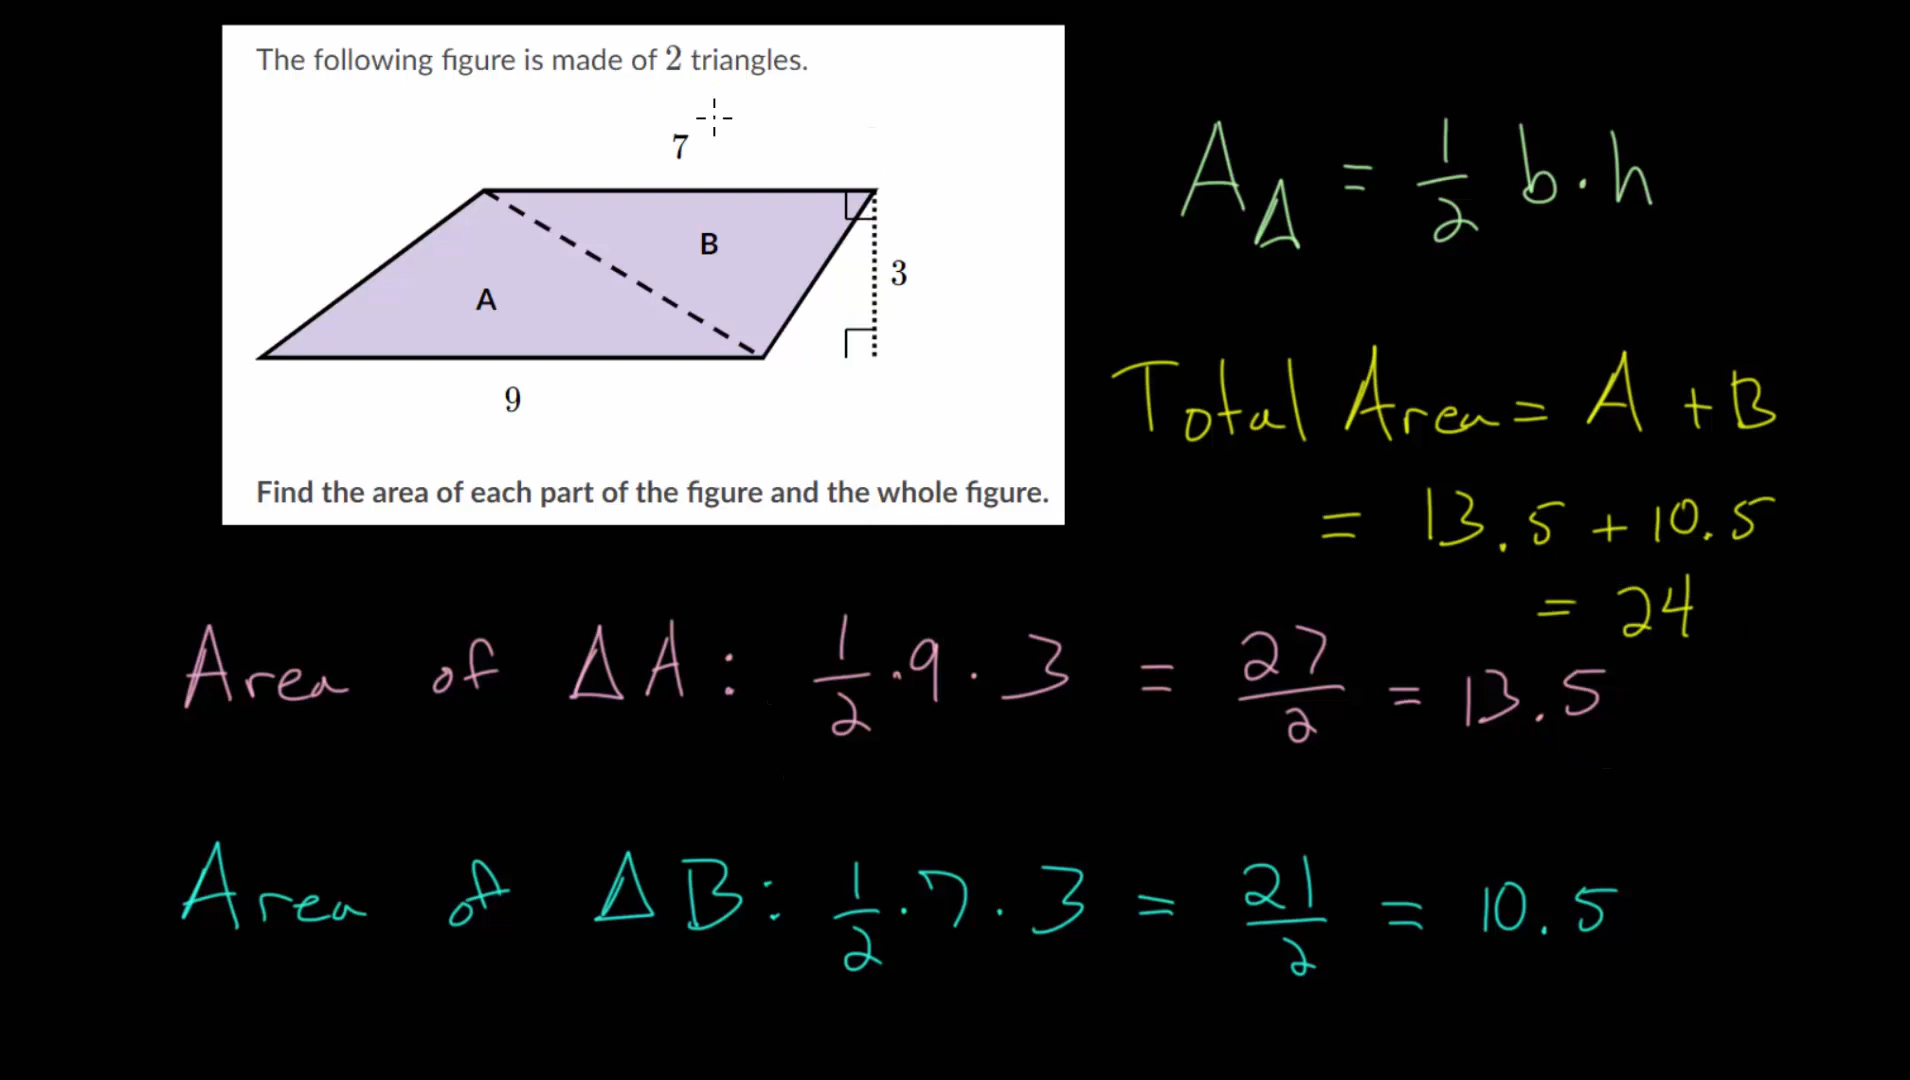 The following figure is made of 2 triangles.
7
B
A
3
9
Find the area of each part of the figure and the whole figure.
A△ = 1/2 b·h
Total Area = A + B
= 13.5 + 10.5
= 24
Area of △A: 1/2 · 9 · 3 = 27/2 = 13.5
Area of △B: 1/2 · 7 · 3 = 21/2 = 10.5